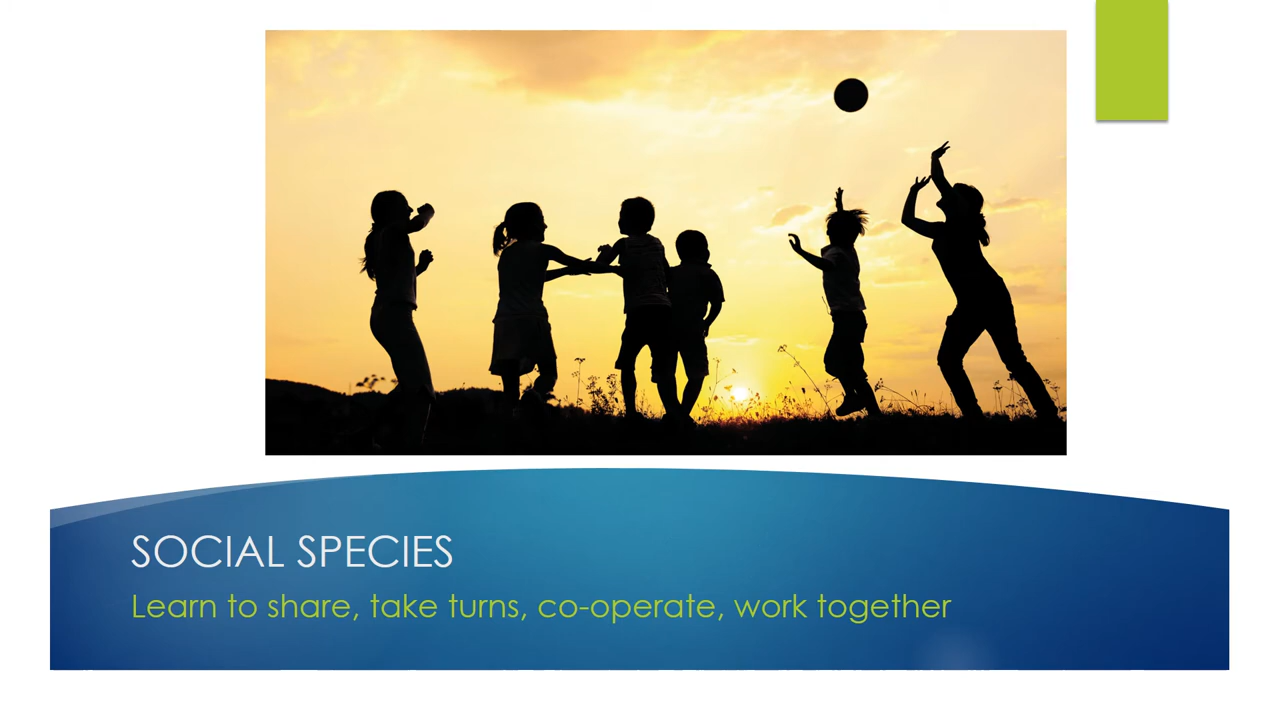 SOCIAL SPECIES
Learn to share, take turns, co-operate, work together